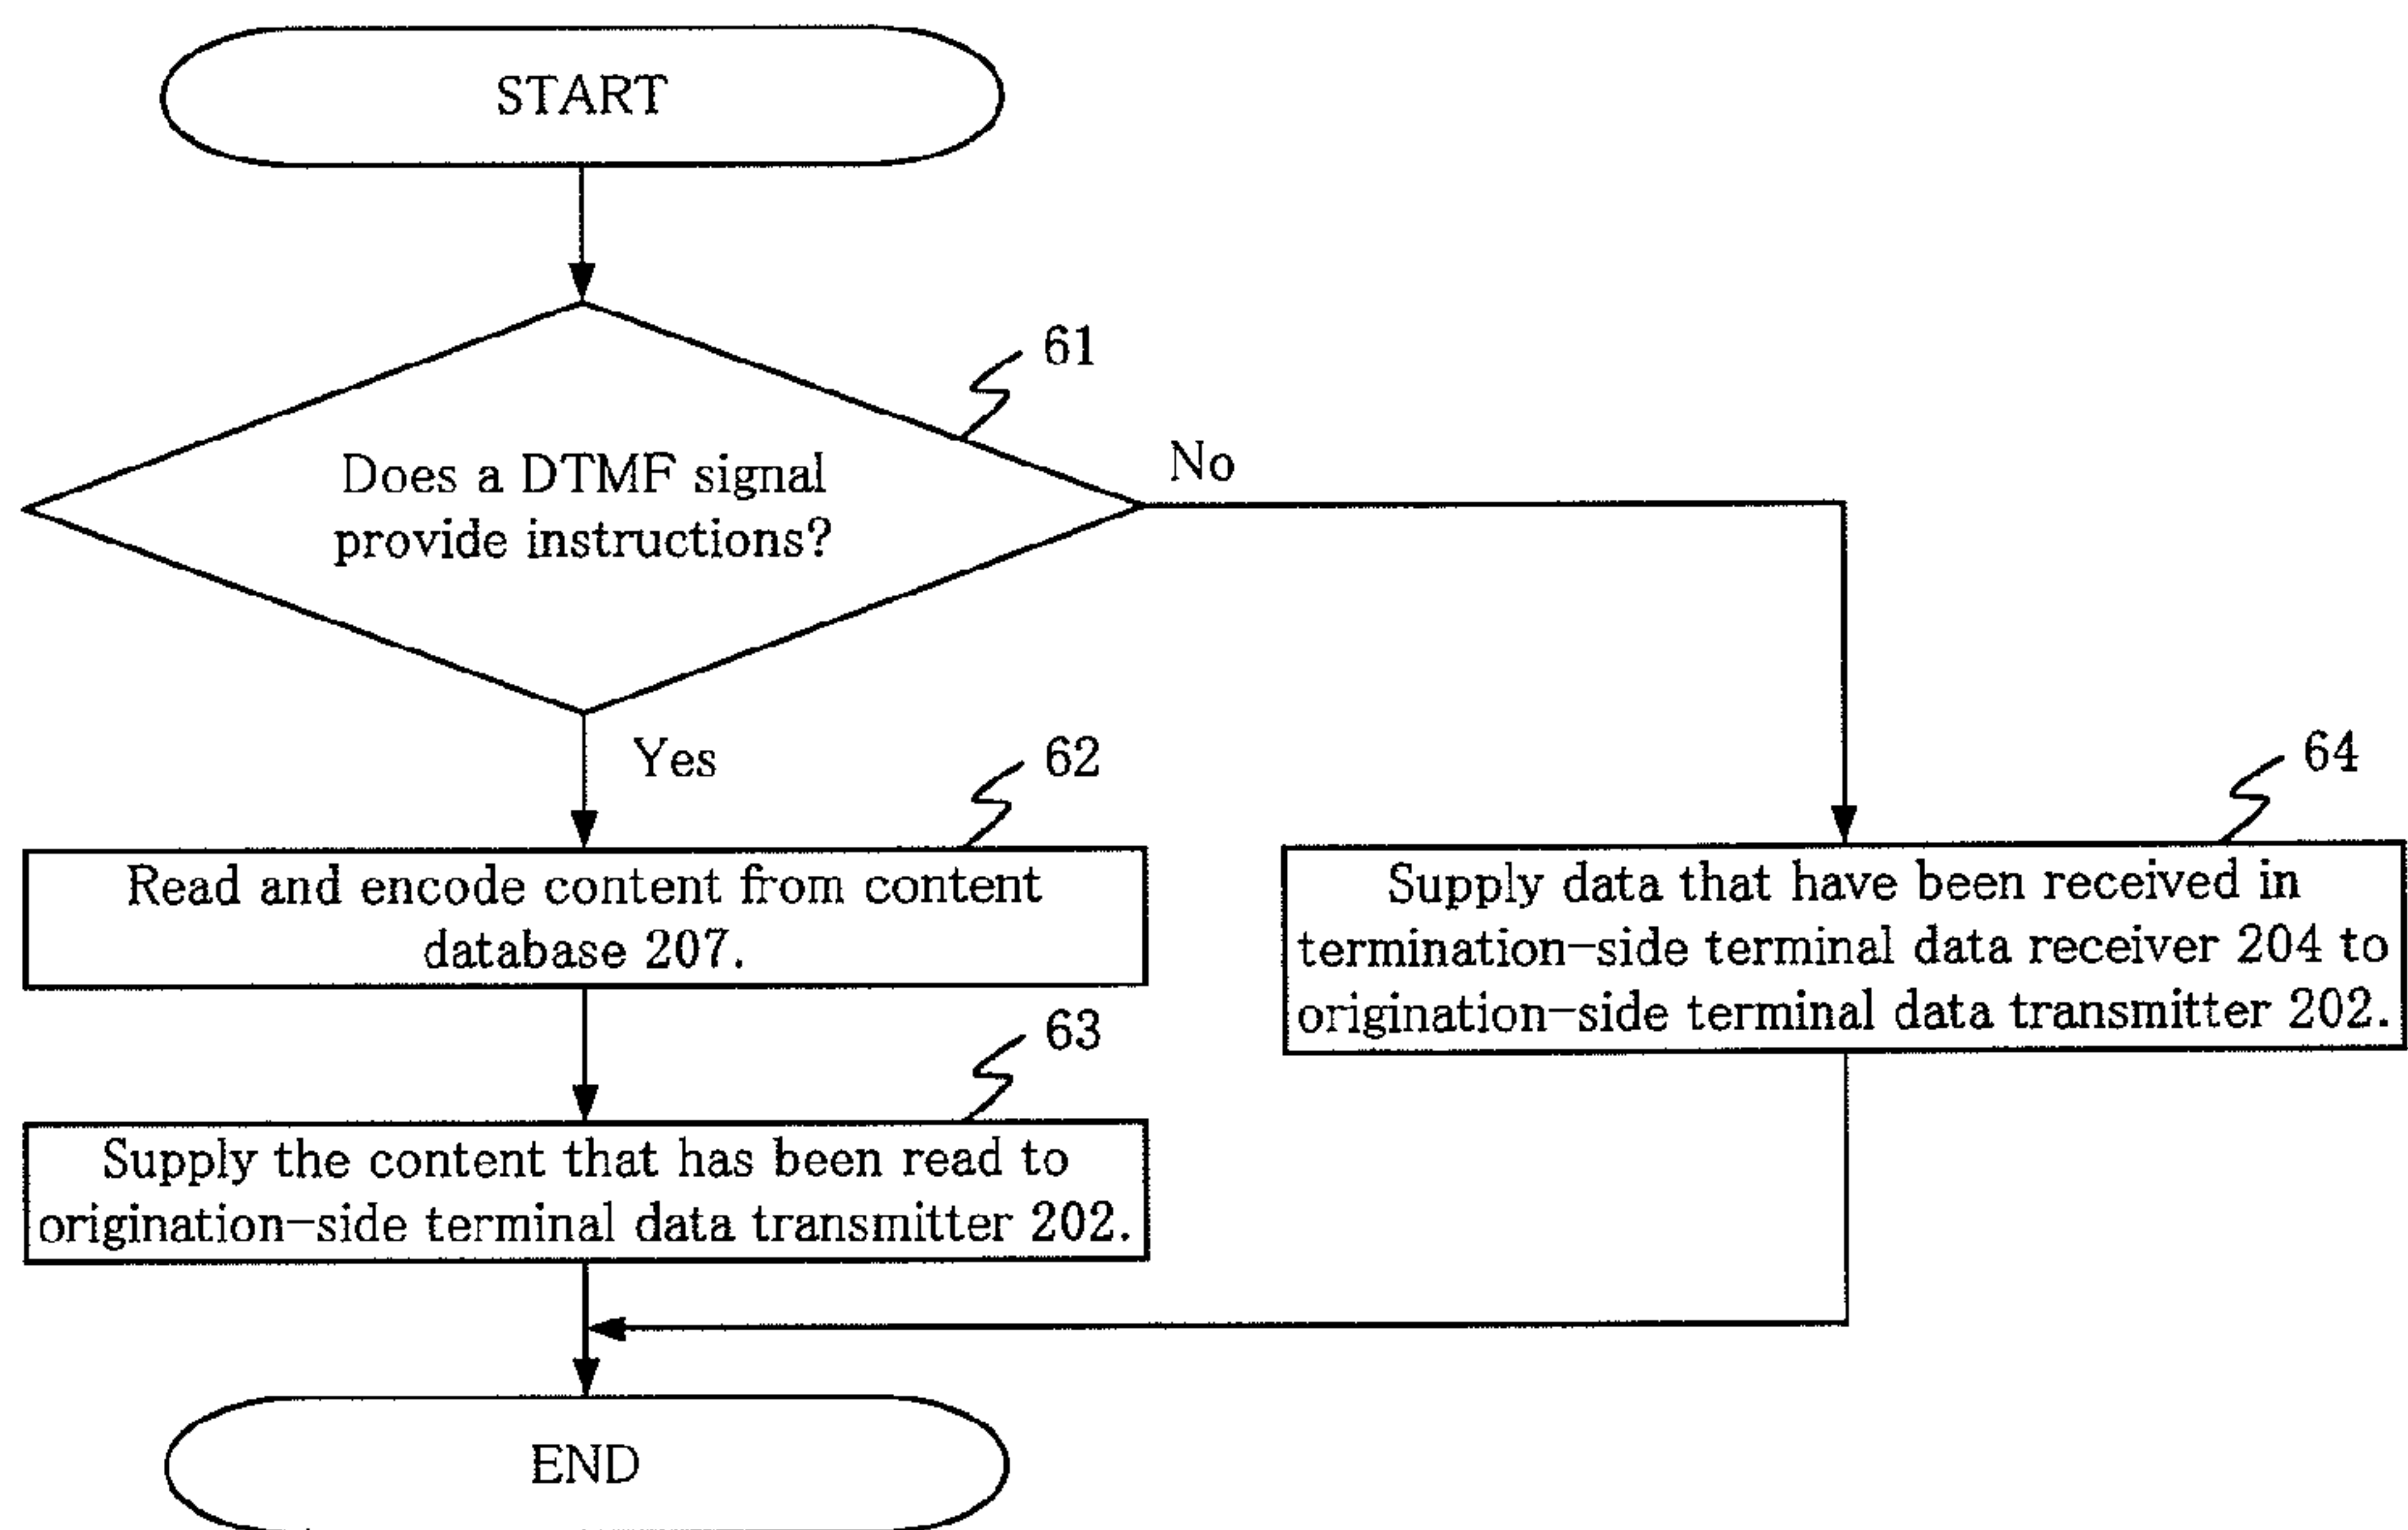 START
61
Does a DTMF signal
provide instructions?
No
Yes
62
Read and encode content from content
database 207.
64
Supply data that have been received in
termination-side terminal data receiver 204 to
origination-side terminal data transmitter 202.
63
Supply the content that has been read to
origination-side terminal data transmitter 202.
END